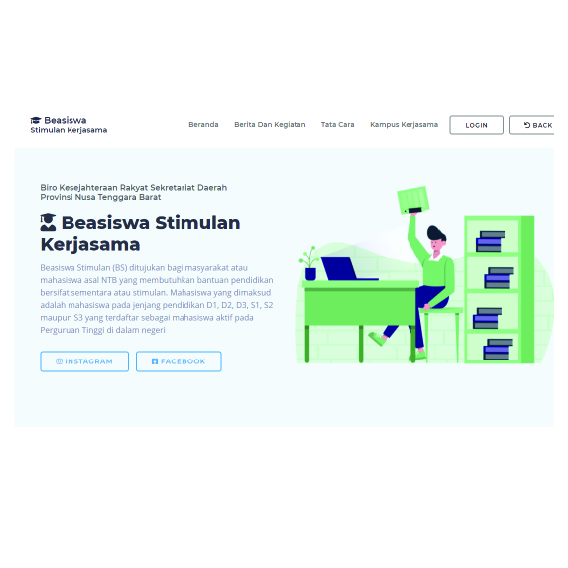 Beasiswa
Stimulan Kerjasama
Beranda
Berita Dan Kegiatan
Tata Cara
Kampus Kerjasama
LOGIN
BACK
Biro Kesejahteraan Rakyat Sekretariat Daerah
Provinsi Nusa Tenggara Barat
Beasiswa Stimulan
Kerjasama
Beasiswa Stimulan (BS) ditujukan bagi masyarakat atau
mahasiswa asal NTB yang membutuhkan bantuan pendidikan
bersifat sementara atau stimulan. Mahasiswa yang dimaksud
adalah mahasiswa pada jenjang pendidikan D1, D2, D3, S1, S2
maupur S3 yang terdaftar sebagai mahasiswa aktif pada
Perguruan Tinggi di dalam negeri
INSTAGRAM
FACEBOOK